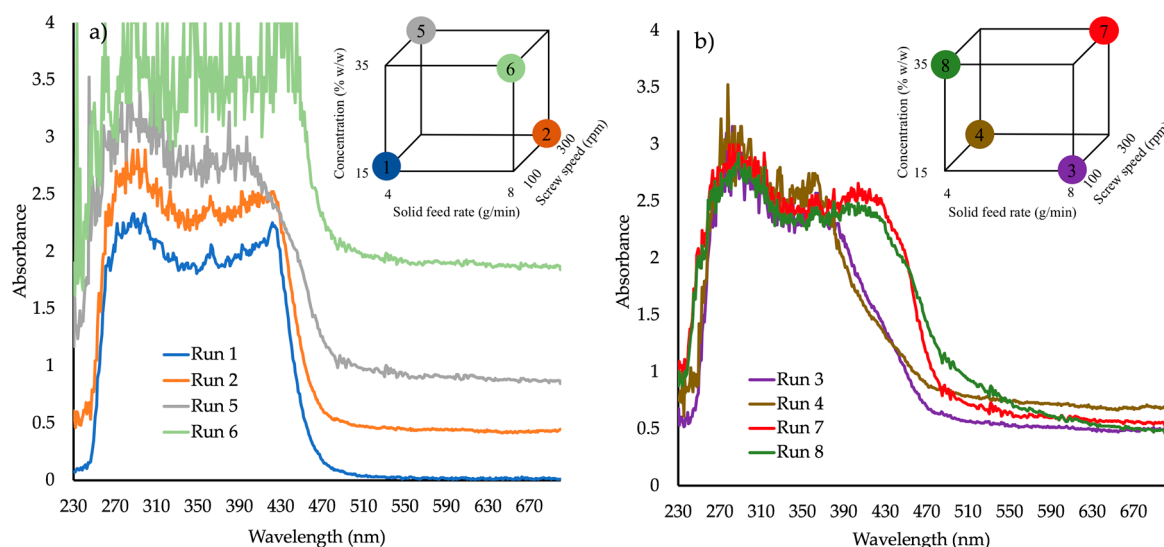 a)
Absorbance
4
3.5
3
2.5
2
1.5
1
0.5
0
230 270 310 350 390 430 470 510 550 590 630 670
Wavelength (nm)
Run 1
Run 2
Run 5
Run 6
Concentration (% w/w)
35
15
5
6
1
2
4
8
100
300
Solid feed rate (g/min)
Screw speed (rpm)
b)
Absorbance
4
3.5
3
2.5
2
1.5
1
0.5
0
230 270 310 350 390 430 470 510 550 590 630 670
Wavelength (nm)
Run 3
Run 4
Run 7
Run 8
Concentration (% w/w)
35
15
7
8
4
3
4
8
100
300
Solid feed rate (g/min)
Screw speed (rpm)